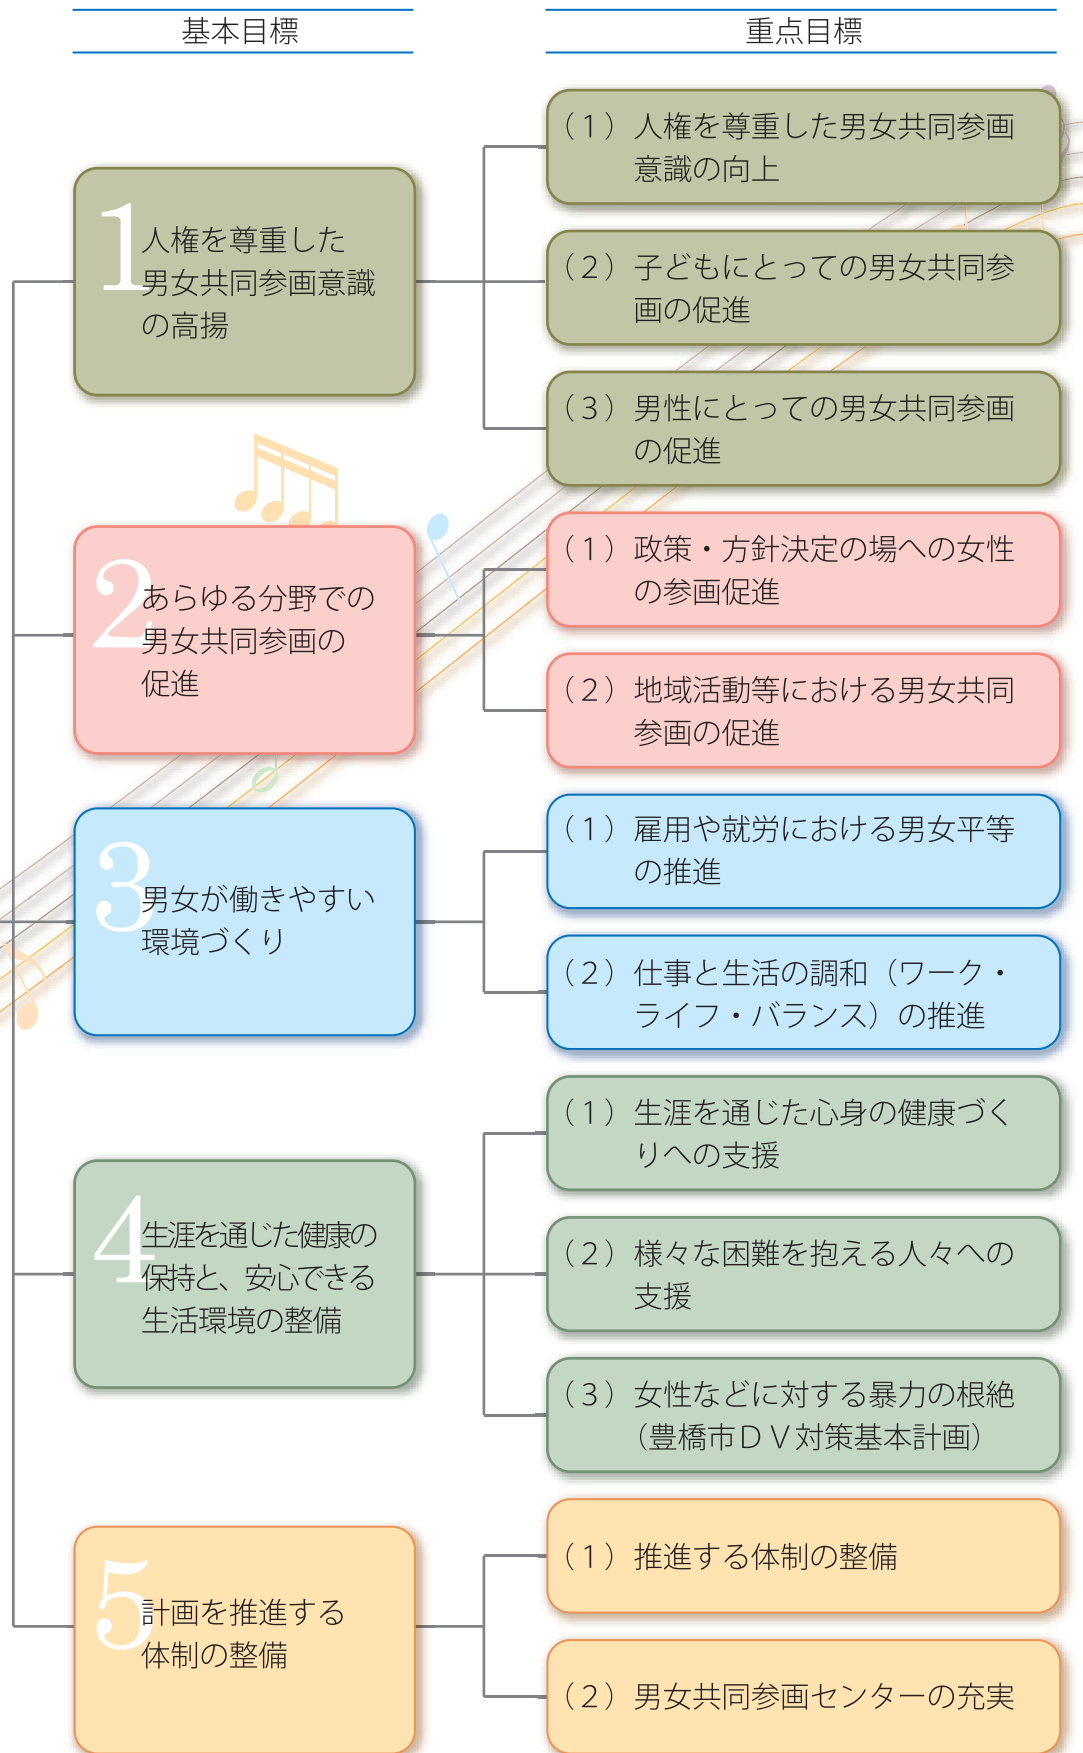 基本目標
重点目標
1
人権を尊重した
男女共同参画意識
の高揚
（1）人権を尊重した男女共同参画
意識の向上
（2）子どもにとっての男女共同参
画の促進
（3）男性にとっての男女共同参画
の促進
2
あらゆる分野での
男女共同参画の
促進
（1）政策・方針決定の場への女性
の参画促進
（2）地域活動等における男女共同
参画の促進
3
男女が働きやすい
環境づくり
（1）雇用や就労における男女平等
の推進
（2）仕事と生活の調和（ワーク・
ライフ・バランス）の推進
4
生涯を通じた健康の
保持と、安心できる
生活環境の整備
（1）生涯を通じた心身の健康づく
りへの支援
（2）様々な困難を抱える人々への
支援
（3）女性などに対する暴力の根絶
（豊橋市ＤＶ対策基本計画）
5
計画を推進する
体制の整備
（1）推進する体制の整備
（2）男女共同参画センターの充実